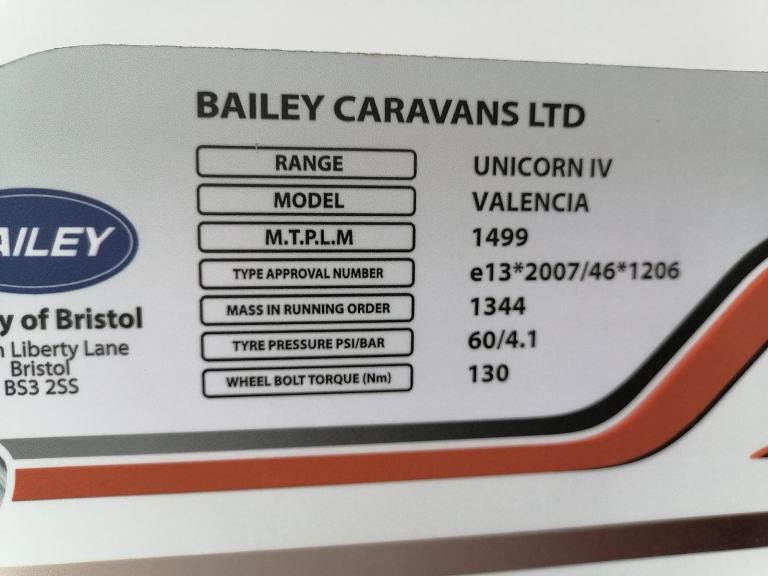 BAILEY CARAVANS LTD
RANGE UNICORN IV
MODEL VALENCIA
M.T.P.L.M 1499
TYPE APPROVAL NUMBER e13*2007/46*1206
MASS IN RUNNING ORDER 1344
TYRE PRESSURE PSI/BAR 60/4.1
WHEEL BOLT TORQUE (Nm) 130
AILEY
y of Bristol
Liberty Lane
Bristol
BS3 2SS